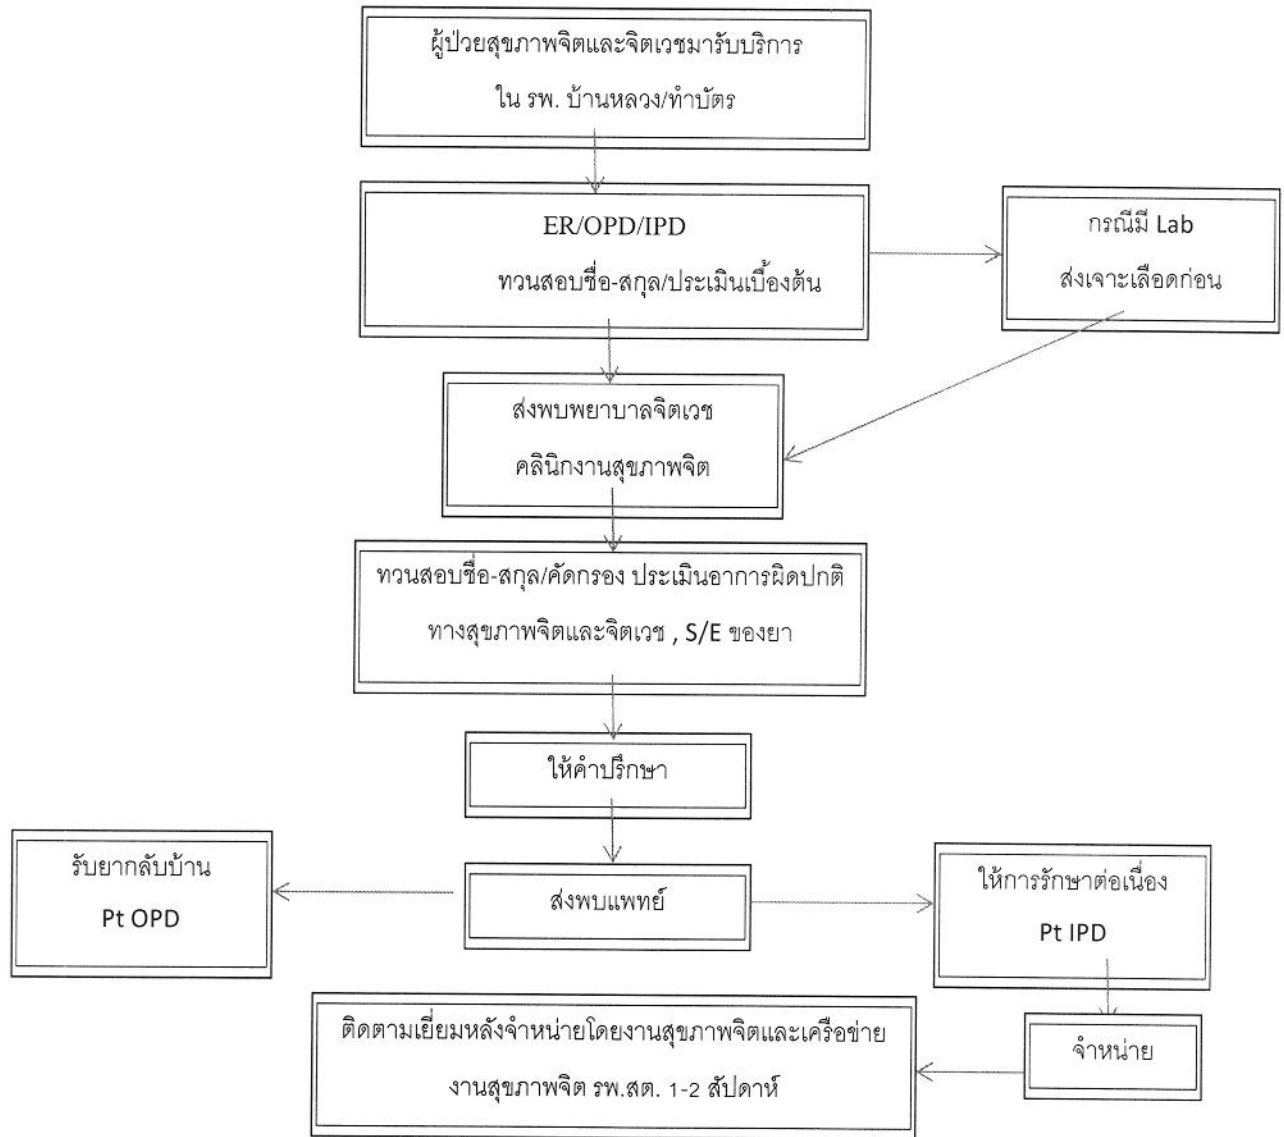 ผู้ป่วยสุขภาพจิตและจิตเวชมารับบริการ
ใน รพ. บ้านหลวง/ทำบัตร
ER/OPD/IPD
ทวนสอบชื่อ-สกุล/ประเมินเบื้องต้น
กรณีมี Lab
ส่งเจาะเลือดก่อน
ส่งพบพยาบาลจิตเวช
คลินิกงานสุขภาพจิต
ทวนสอบชื่อ-สกุล/คัดกรอง ประเมินอาการผิดปกติ
ทางสุขภาพจิตและจิตเวช , S/E ของยา
ให้คำปรึกษา
ส่งพบแพทย์
รับยากลับบ้าน
Pt OPD
ให้การรักษาต่อเนื่อง
Pt IPD
จำหน่าย
ติดตามเยี่ยมหลังจำหน่ายโดยงานสุขภาพจิตและเครือข่าย
งานสุขภาพจิต รพ.สต. 1-2 สัปดาห์